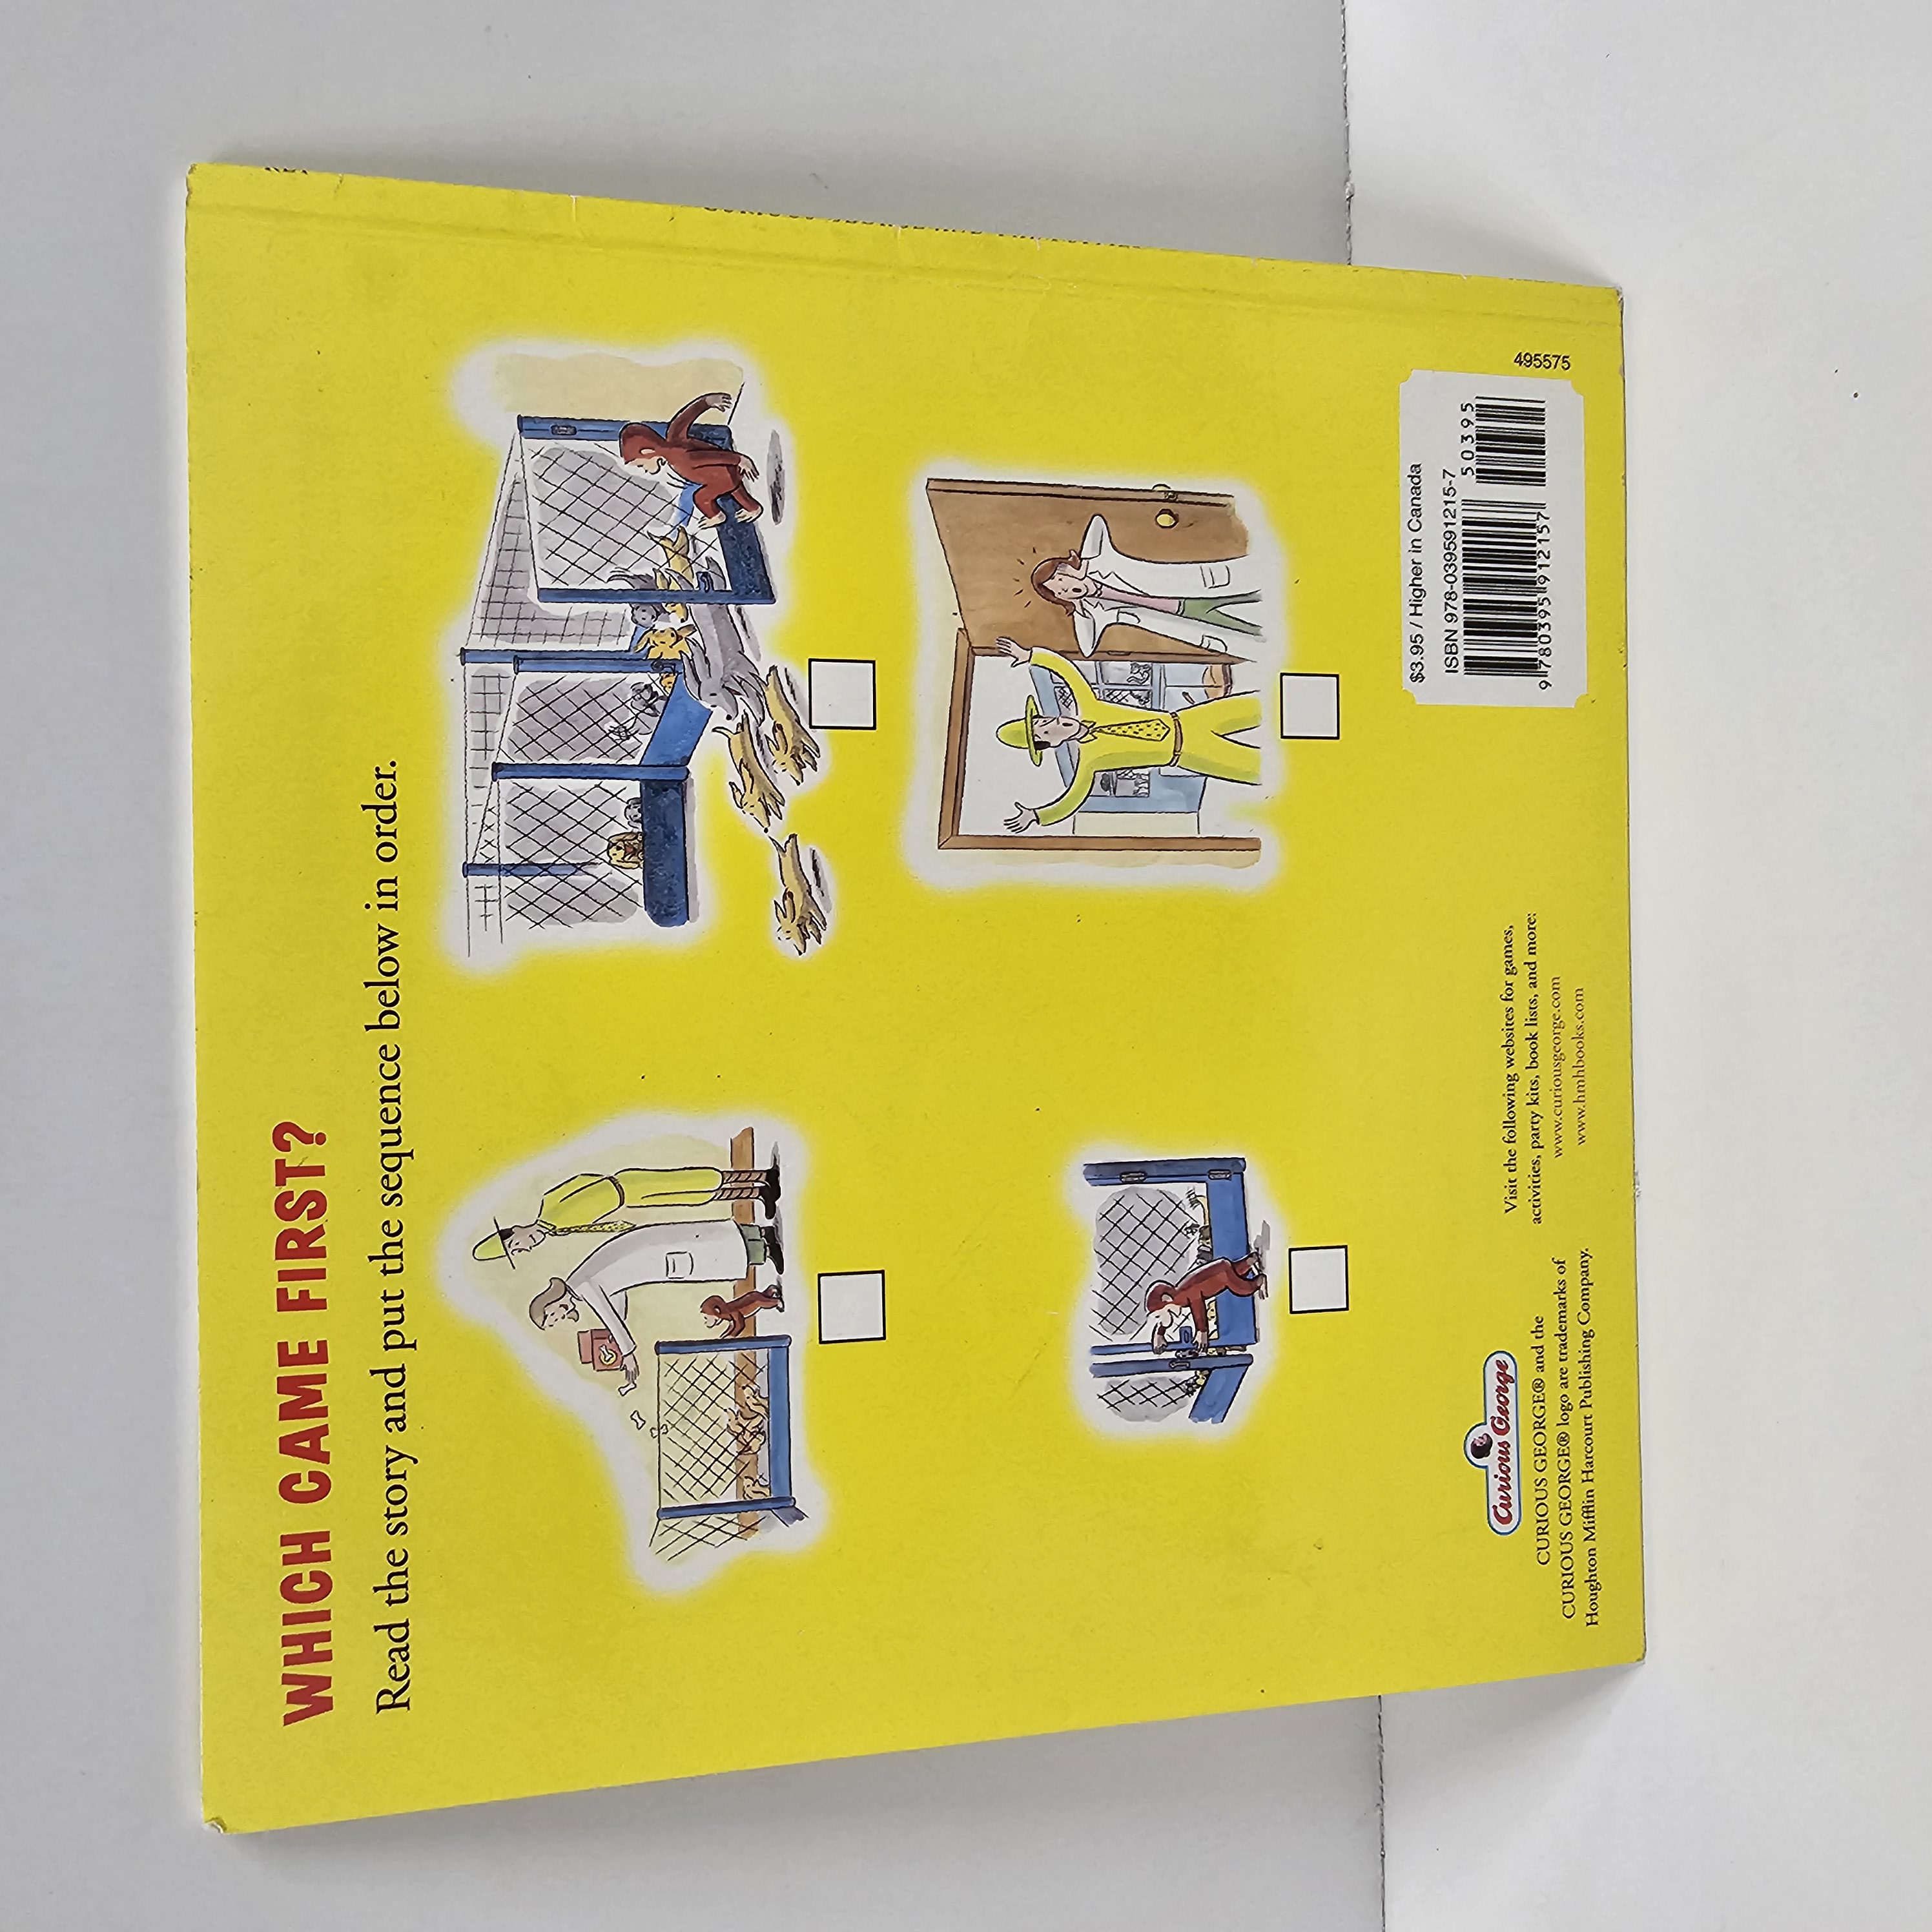 WHICH CAME FIRST?
Read the story and put the sequence below in order.
Curious George
CURIOUS GEORGE® and the
CURIOUS GEORGE® logo are trademarks of
Houghton Mifflin Harcourt Publishing Company.
Visit the following websites for games,
activities, party kits, book lists, and more:
www.curiousgeorge.com
www.hmhbooks.com
$3.95 / Higher in Canada
ISBN 978-039591215-7
50395
9 780395 912157
495575